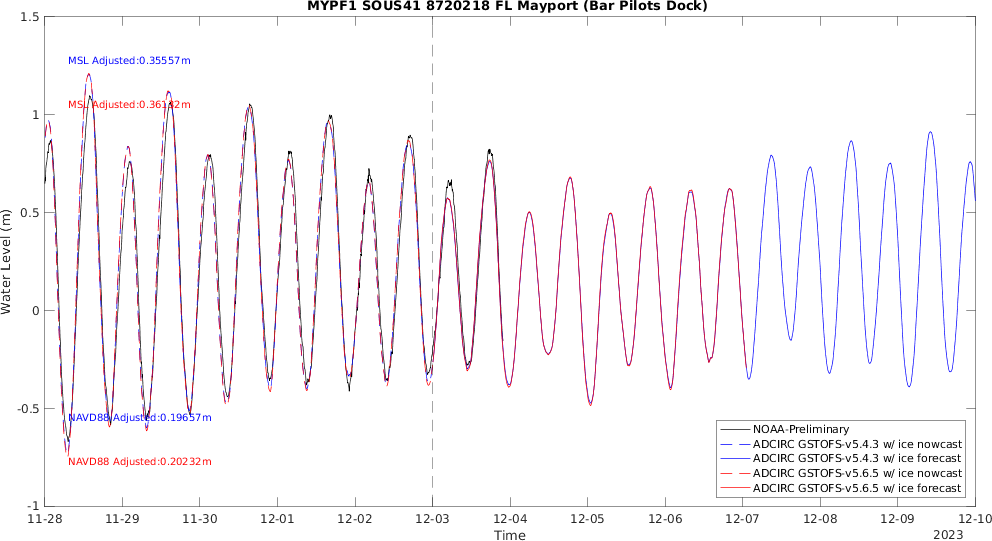 MYPF1 SOUS41 8720218 FL Mayport (Bar Pilots Dock)
1.5
1
0.5
0
-0.5
-1
Water Level (m)
MSL Adjusted:0.35557m
MSL Adjusted:0.36132m
NAVD88 Adjusted:0.19657m
NAVD88 Adjusted:0.20232m
NOAA-Preliminary
ADCIRC GSTOFS-v5.4.3 w/ ice nowcast
ADCIRC GSTOFS-v5.4.3 w/ ice forecast
ADCIRC GSTOFS-v5.6.5 w/ ice nowcast
ADCIRC GSTOFS-v5.6.5 w/ ice forecast
11-28 11-29 11-30 12-01 12-02 12-03 12-04 12-05 12-06 12-07 12-08 12-09 12-10
Time
2023